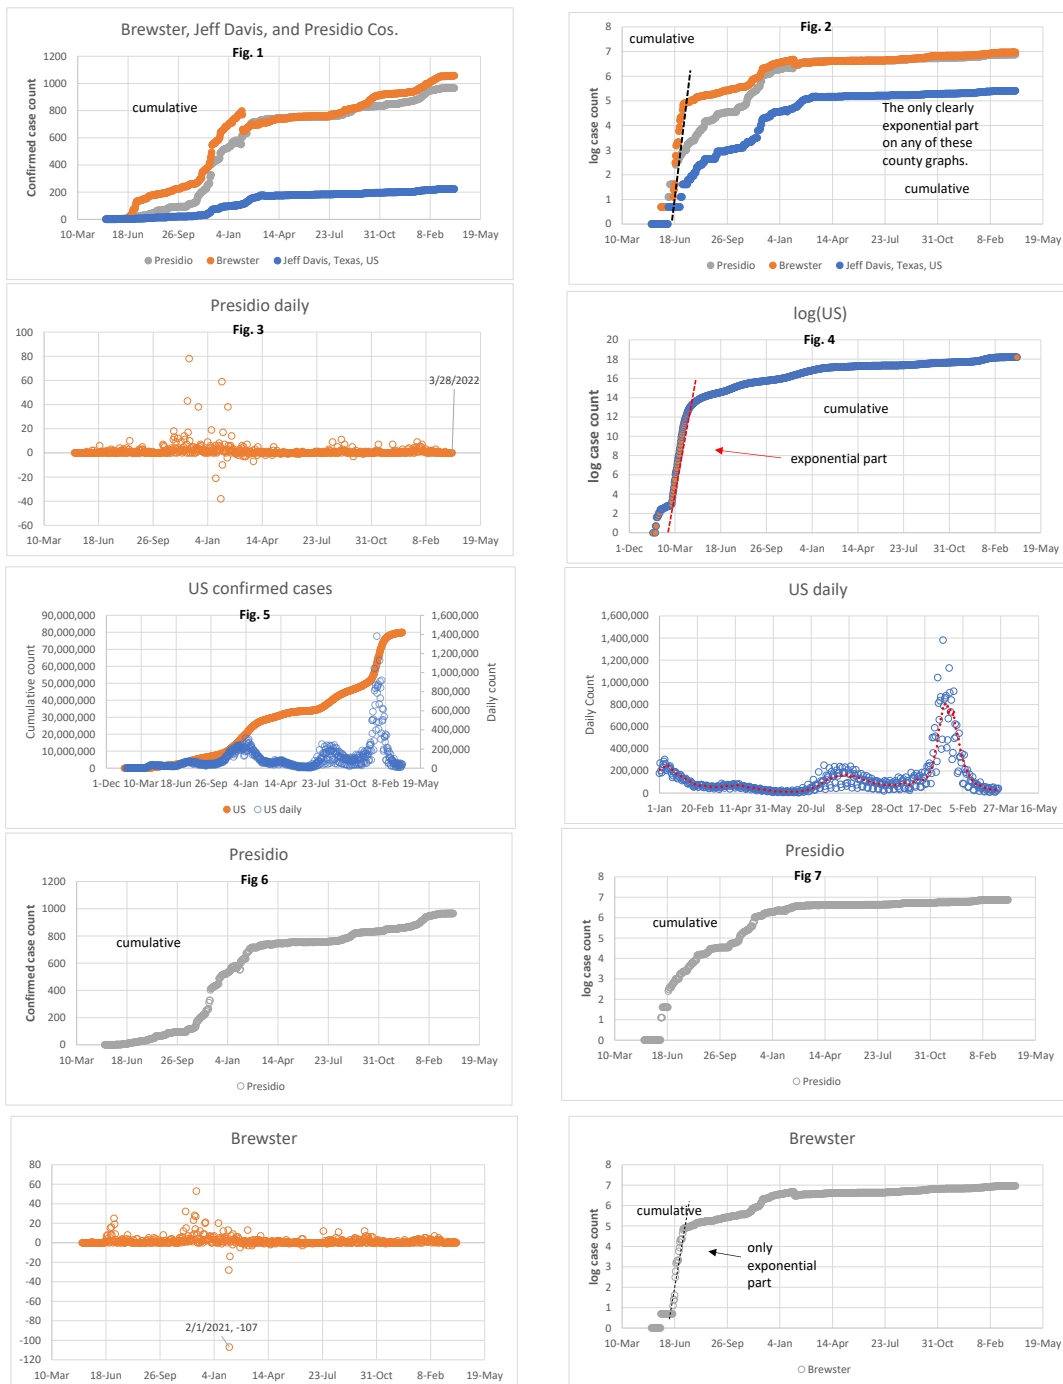 Brewster, Jeff Davis, and Presidio Cos.
Fig. 1
1200
1000
800
600
400
200
0
Confirmed case count
cumulative
10-Mar 18-Jun 26-Sep 4-Jan 14-Apr 23-Jul 31-Oct 8-Feb 19-May
Presidio Brewster Jeff Davis, Texas, US
Fig. 2
8
7
6
5
4
3
2
1
0
log case count
cumulative
The only clearly
exponential part
on any of these
county graphs.
cumulative
10-Mar 18-Jun 26-Sep 4-Jan 14-Apr 23-Jul 31-Oct 8-Feb 19-May
Presidio Brewster Jeff Davis, Texas, US
Presidio daily
Fig. 3
100
80
60
40
20
0
-20
-40
-60
3/28/2022
10-Mar 18-Jun 26-Sep 4-Jan 14-Apr 23-Jul 31-Oct 8-Feb 19-May
log(US)
Fig. 4
20
18
16
14
12
10
8
6
4
2
0
log case count
cumulative
exponential part
1-Dec 10-Mar 18-Jun 26-Sep 4-Jan 14-Apr 23-Jul 31-Oct 8-Feb 19-May
US confirmed cases
Fig. 5
90,000,000
80,000,000
70,000,000
60,000,000
50,000,000
40,000,000
30,000,000
20,000,000
10,000,000
0
Cumulative count
1,600,000
1,400,000
1,200,000
1,000,000
800,000
600,000
400,000
200,000
0
Daily count
1-Dec 10-Mar 18-Jun 26-Sep 4-Jan 14-Apr 23-Jul 31-Oct 8-Feb 19-May
US US daily
US daily
1,600,000
1,400,000
1,200,000
1,000,000
800,000
600,000
400,000
200,000
0
Daily Count
1-Jan 20-Feb 11-Apr 31-May 20-Jul 8-Sep 28-Oct 17-Dec 5-Feb 27-Mar 16-May
Presidio
Fig 6
1200
1000
800
600
400
200
0
Confirmed case count
cumulative
10-Mar 18-Jun 26-Sep 4-Jan 14-Apr 23-Jul 31-Oct 8-Feb 19-May
Presidio
Presidio
Fig 7
8
7
6
5
4
3
2
1
0
log case count
cumulative
10-Mar 18-Jun 26-Sep 4-Jan 14-Apr 23-Jul 31-Oct 8-Feb 19-May
Presidio
Brewster
80
60
40
20
0
-20
-40
-60
-80
-100
-120
2/1/2021, -107
10-Mar 18-Jun 26-Sep 4-Jan 14-Apr 23-Jul 31-Oct 8-Feb 19-May
Brewster
8
7
6
5
4
3
2
1
0
log case count
cumulative
only
exponential
part
10-Mar 18-Jun 26-Sep 4-Jan 14-Apr 23-Jul 31-Oct 8-Feb 19-May
Brewster